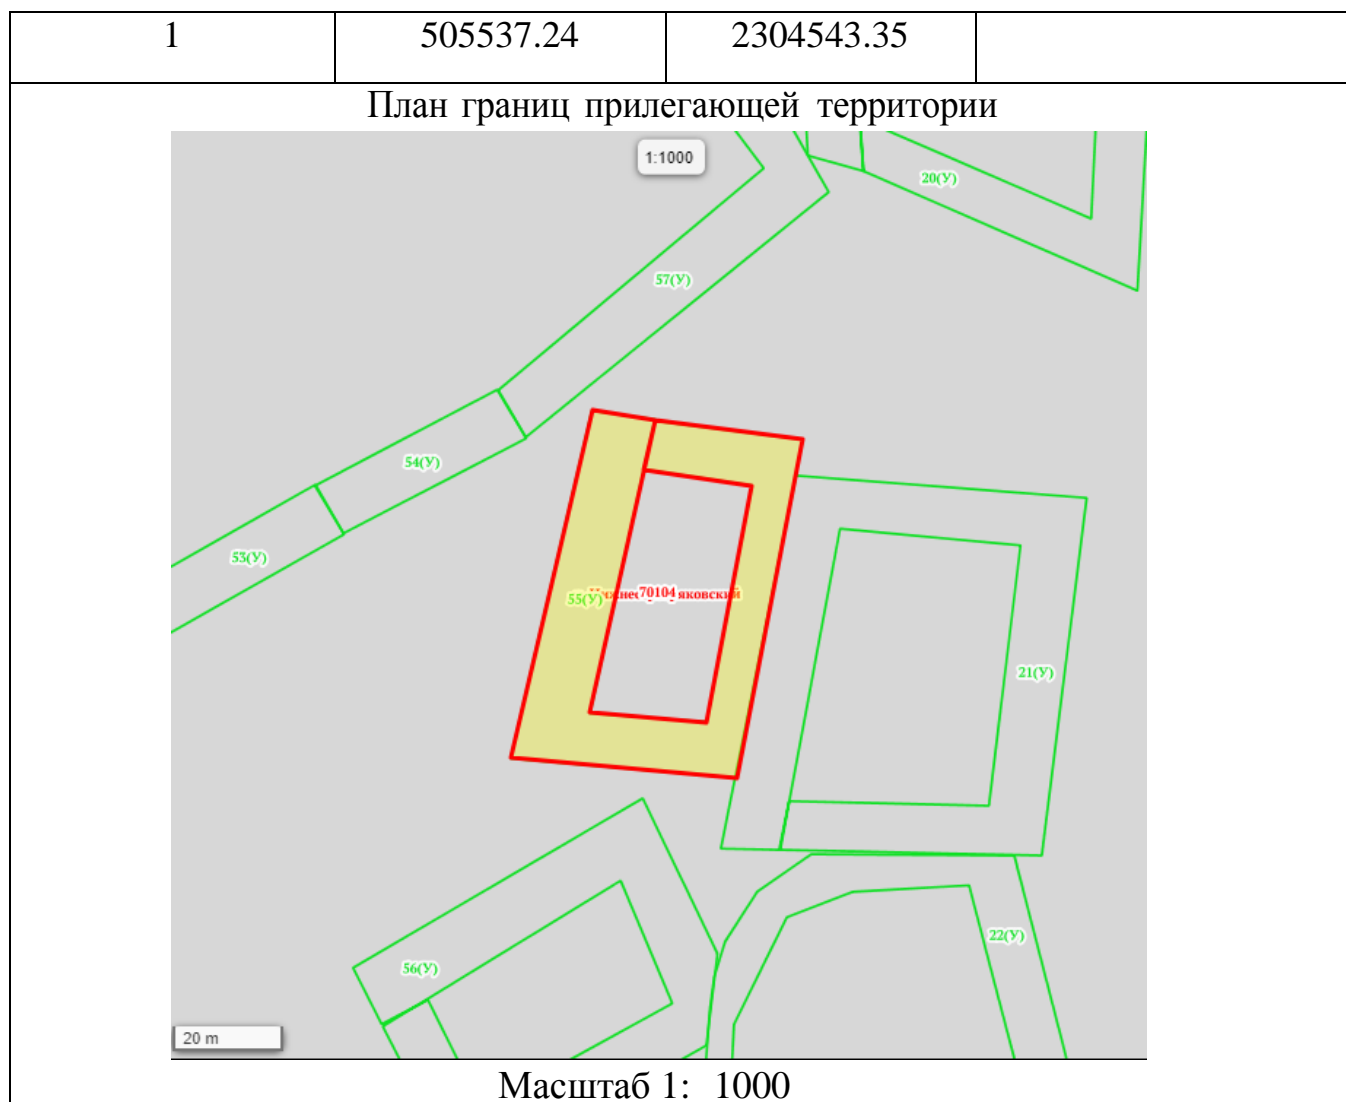 1 505537.24 2304543.35
План границ прилегающей территории
1:1000
20(У)
57(У)
54(У)
53(У)
55(У) 70104 яковский
21(У)
22(У)
56(У)
20 m
Масштаб 1: 1000